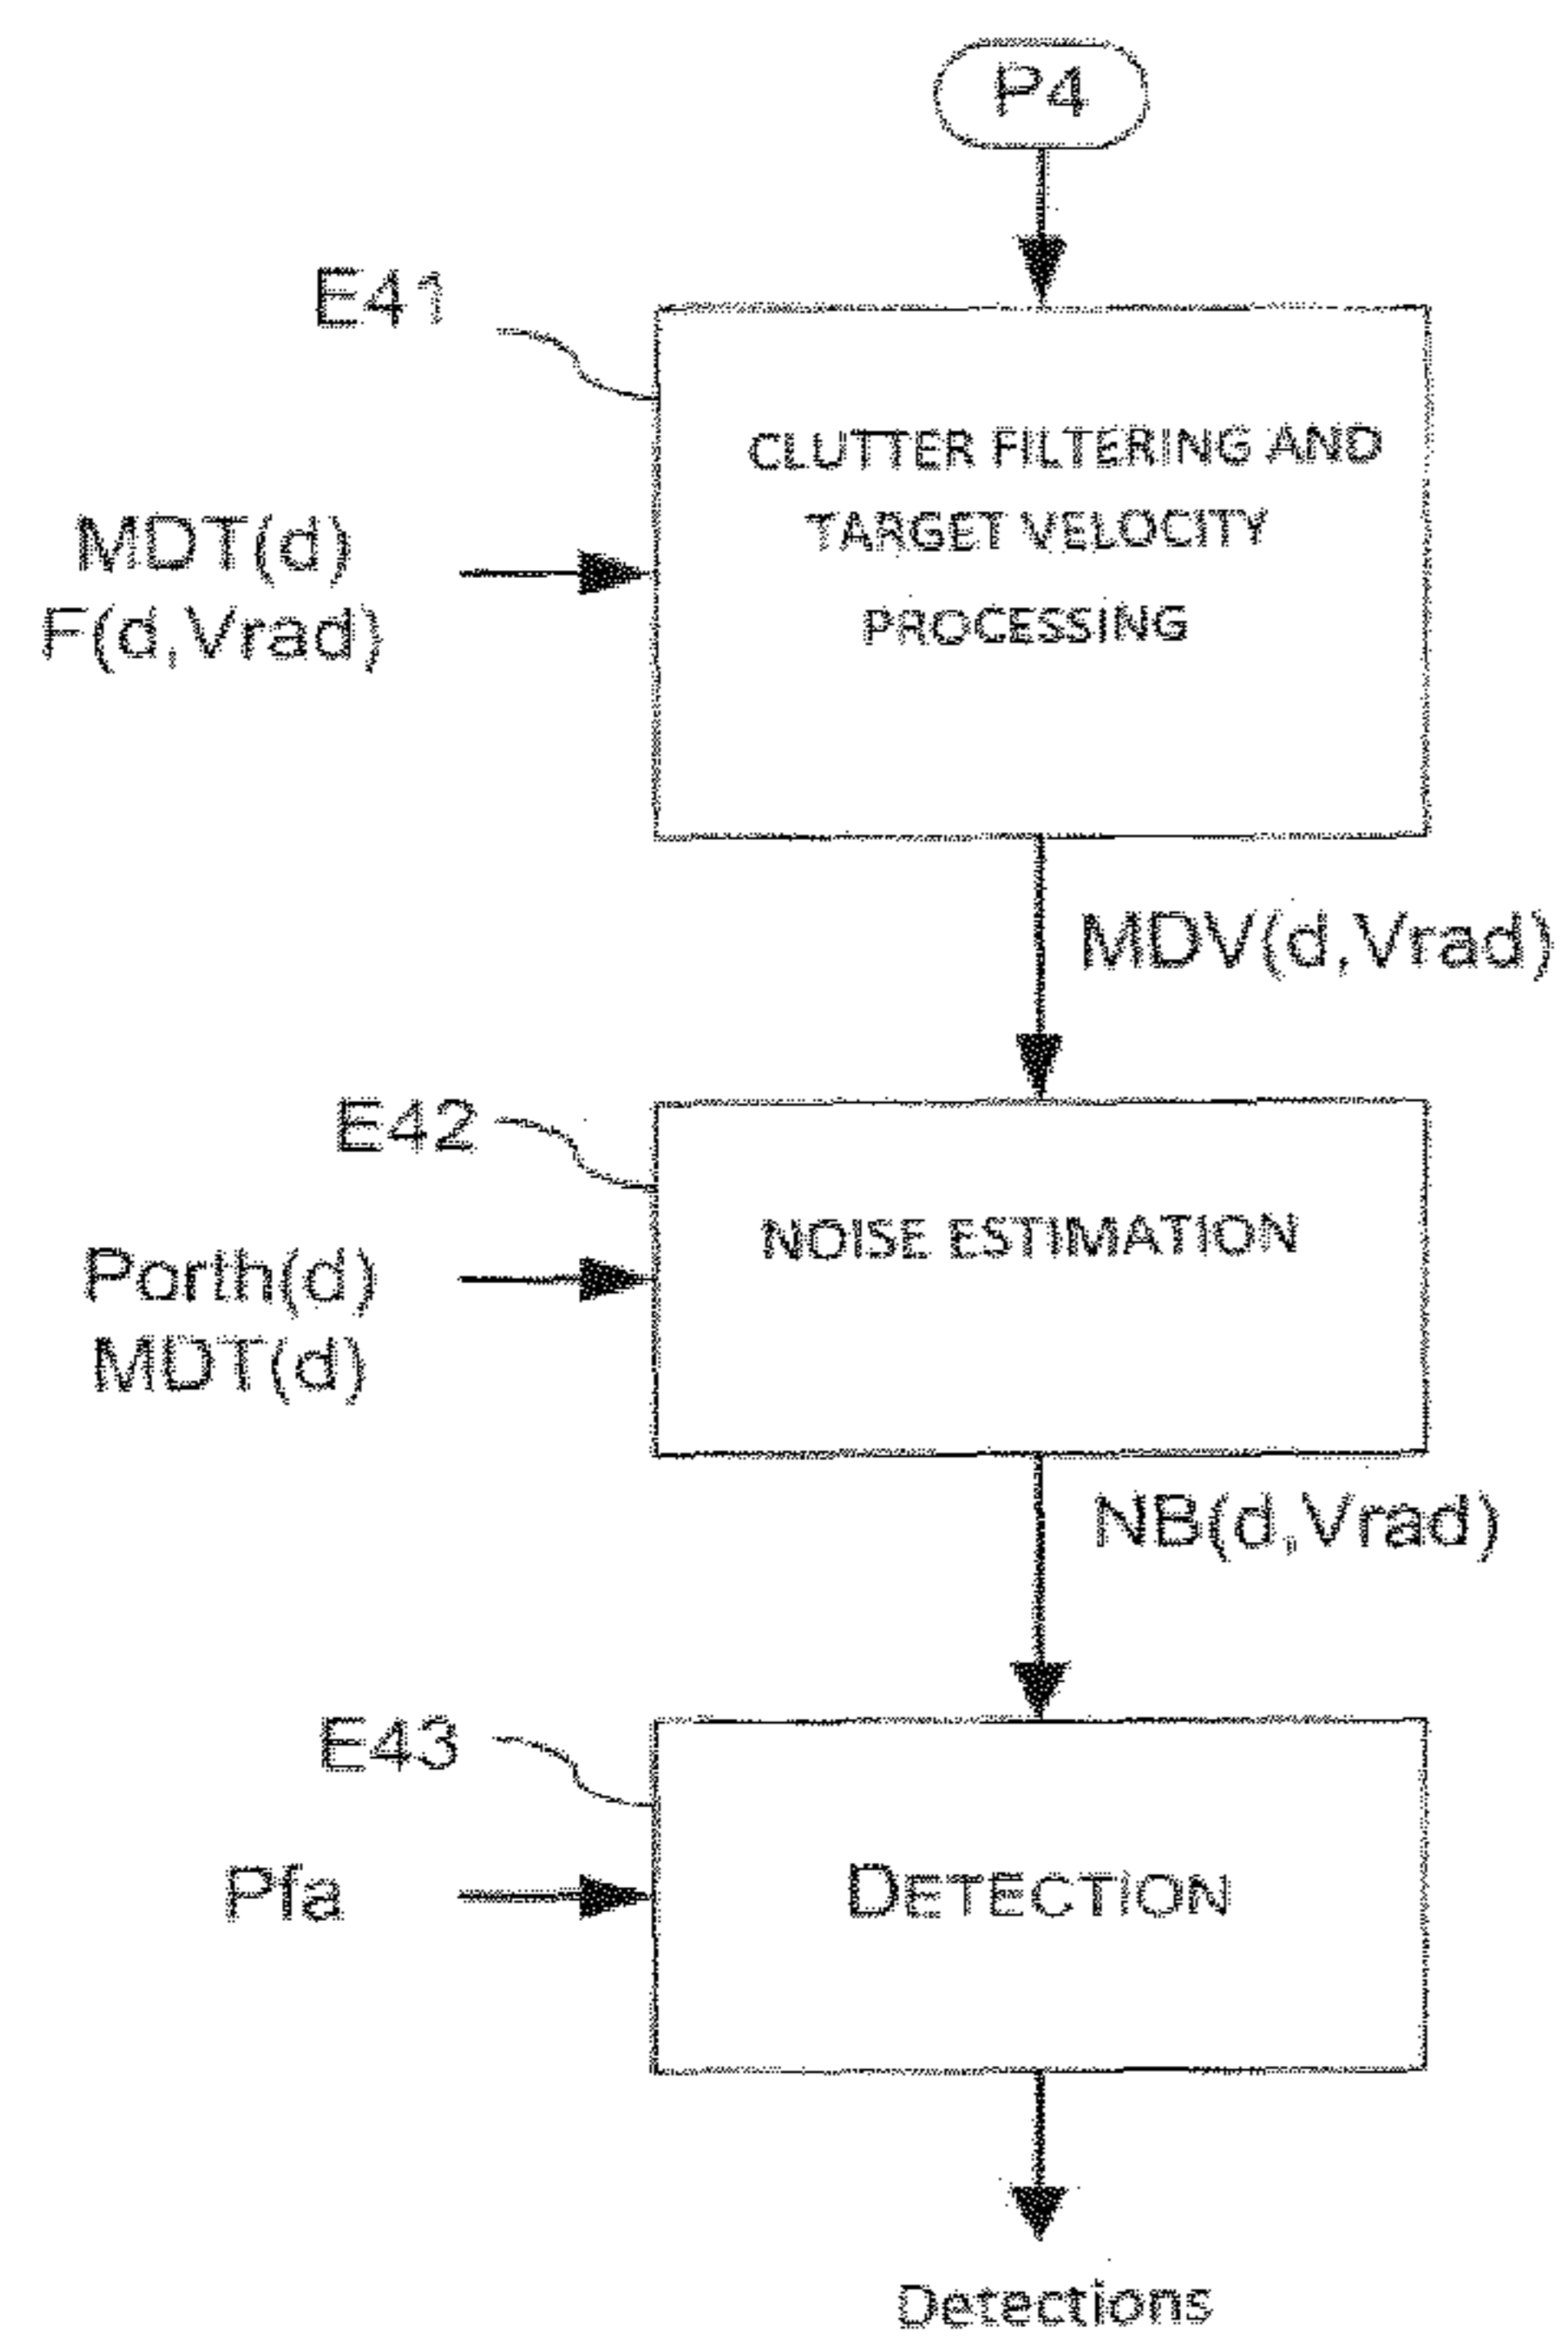 P4
E41
CLUTTER FILTERING AND
TARGET VELOCITY
PROCESSING
MDT(d)
F(d,Vrad)
MDV(d,Vrad)
E42
NOISE ESTIMATION
Porth(d)
MDT(d)
NB(d,Vrad)
E43
DETECTION
Pfa
Detections